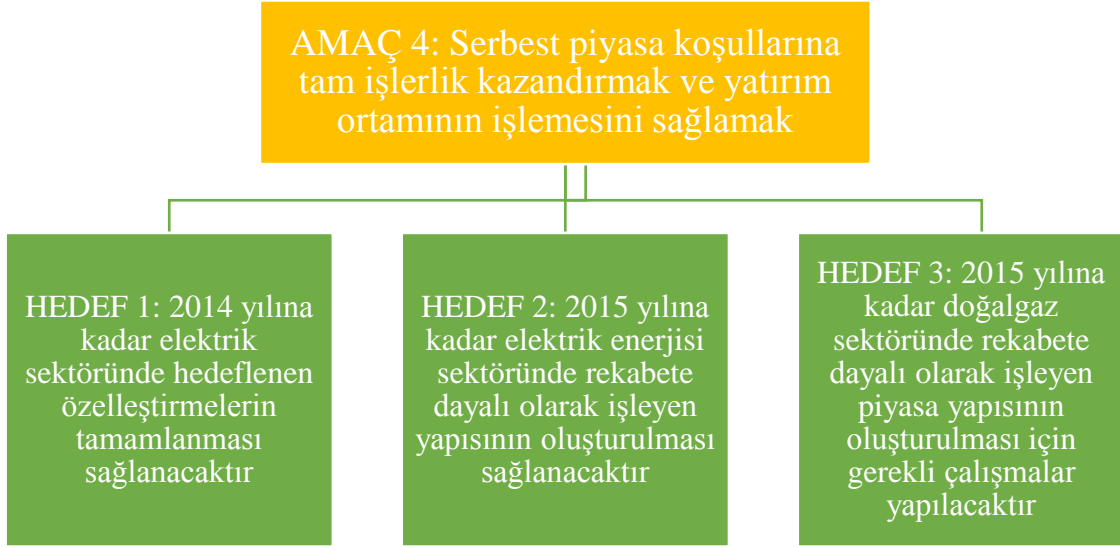 AMAÇ 4: Serbest piyasa koşullarına
tam işlerlik kazandırmak ve yatırım
ortamının işlemesini sağlamak
HEDEF 1: 2014 yılına
kadar elektrik
sektöründe hedeflenen
özelleştirmelerin
tamamlanması
sağlanacaktır
HEDEF 2: 2015 yılına
kadar elektrik enerjisi
sektöründe rekabete
dayalı olarak işleyen
yapısının oluşturulması
sağlanacaktır
HEDEF 3: 2015 yılına
kadar doğalgaz
sektöründe rekabete
dayalı olarak işleyen
piyasa yapısının
oluşturulması için
gerekli çalışmalar
yapılacaktır